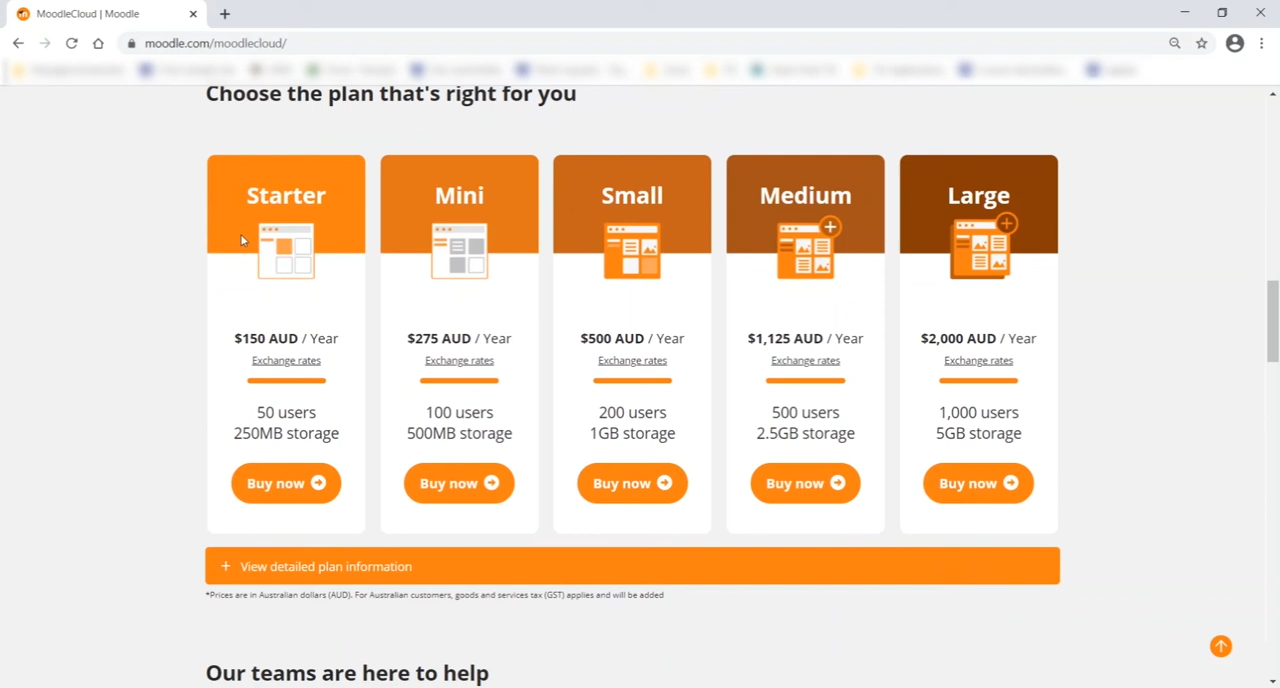 MoodleCloud | Moodle
moodle.com/moodlecloud/
Choose the plan that's right for you
Starter
$150 AUD / Year
Exchange rates
50 users
250MB storage
Buy now
Mini
$275 AUD / Year
Exchange rates
100 users
500MB storage
Buy now
Small
$500 AUD / Year
Exchange rates
200 users
1GB storage
Buy now
Medium
$1,125 AUD / Year
Exchange rates
500 users
2.5GB storage
Buy now
Large
$2,000 AUD / Year
Exchange rates
1,000 users
5GB storage
Buy now
+ View detailed plan information
*Prices are in Australian dollars (AUD). For Australian customers, goods and services tax (GST) applies and will be added
Our teams are here to help